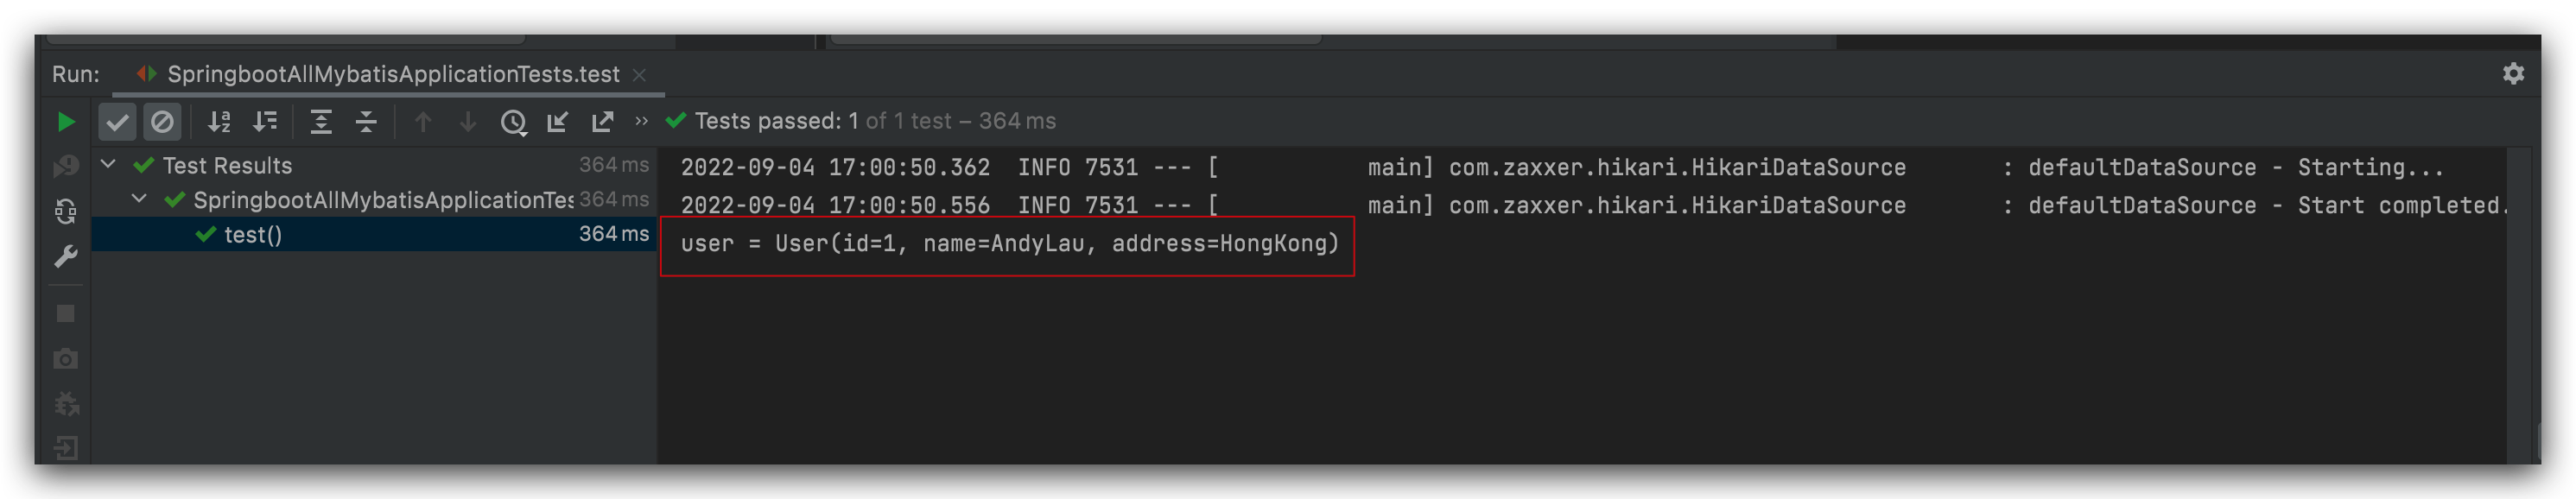 Run: SpringbootAllMybatisApplicationTests.test
Tests passed: 1 of 1 test – 364 ms
Test Results 364 ms
SpringbootAllMybatisApplicationTes 364 ms
test() 364 ms
2022-09-04 17:00:50.362  INFO 7531 --- [           main] com.zaxxer.hikari.HikariDataSource       : defaultDataSource - Starting...
2022-09-04 17:00:50.556  INFO 7531 --- [           main] com.zaxxer.hikari.HikariDataSource       : defaultDataSource - Start completed.
user = User(id=1, name=AndyLau, address=HongKong)